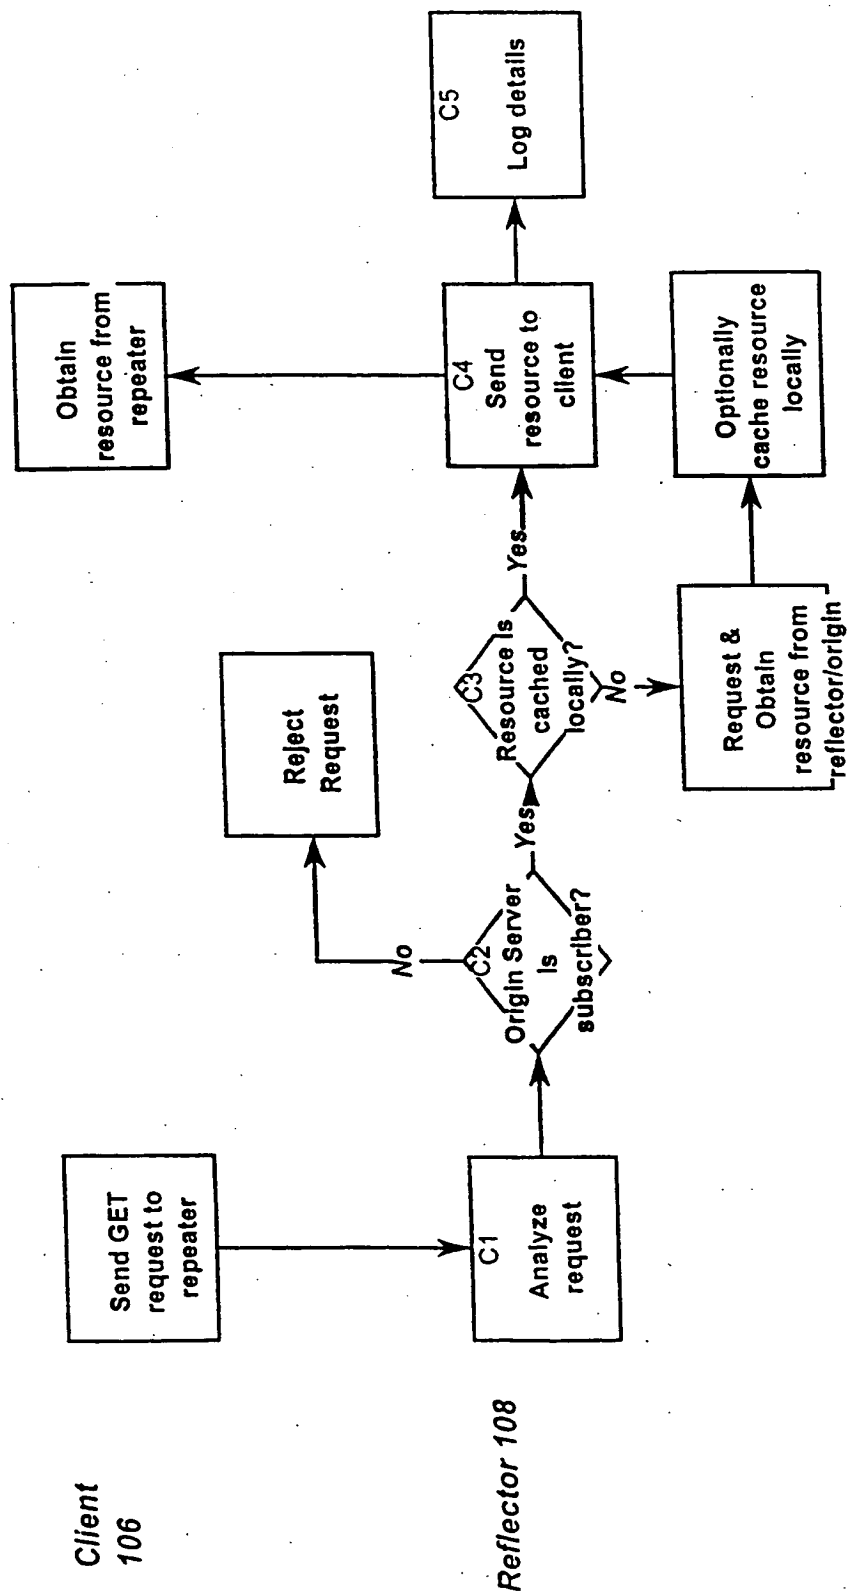 Client
106
Send GET
request to
repeater
Obtain
resource from
repeater
Reject
Request
No
Reflector 108
C1
Analyze
request
C2
Origin Server
is
subscriber?
Yes
C3
Resource is
cached
locally?
Yes
C4
Send
resource to
client
C5
Log details
No
Request &
Obtain
resource from
reflector/origin
Optionally
cache resource
locally